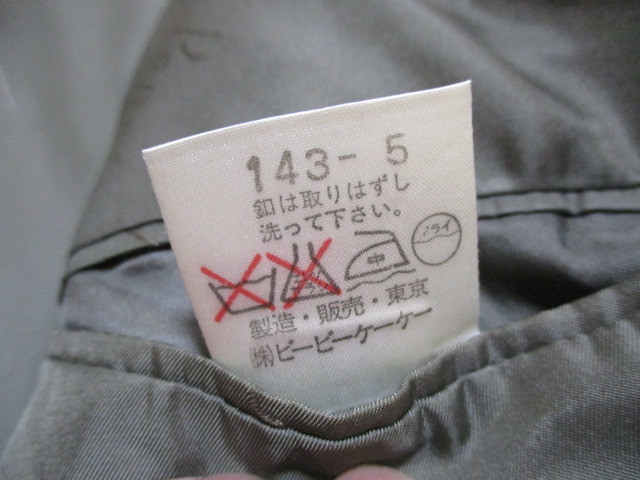 143-5
釦は取りはずし
洗って下さい。
中 ドライ
製造・販売・東京
㈱ビービーケーケー